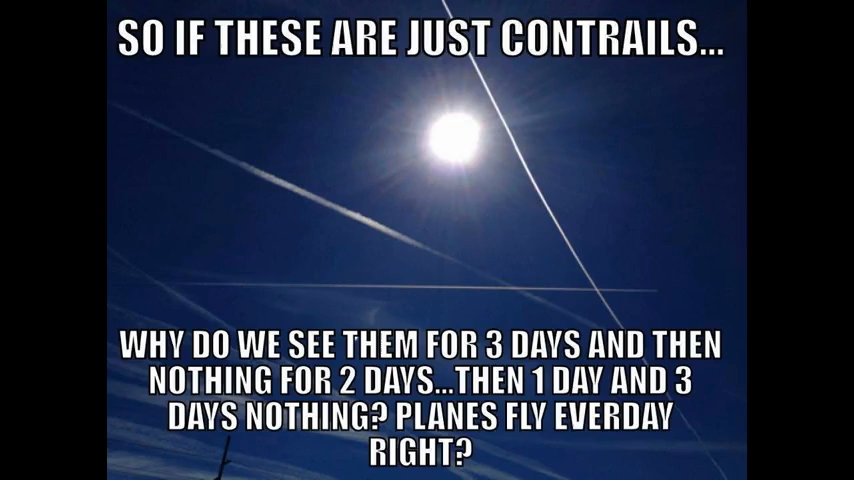 SO IF THESE ARE JUST CONTRAILS...
WHY DO WE SEE THEM FOR 3 DAYS AND THEN
NOTHING FOR 2 DAYS...THEN 1 DAY AND 3
DAYS NOTHING? PLANES FLY EVERDAY
RIGHT?